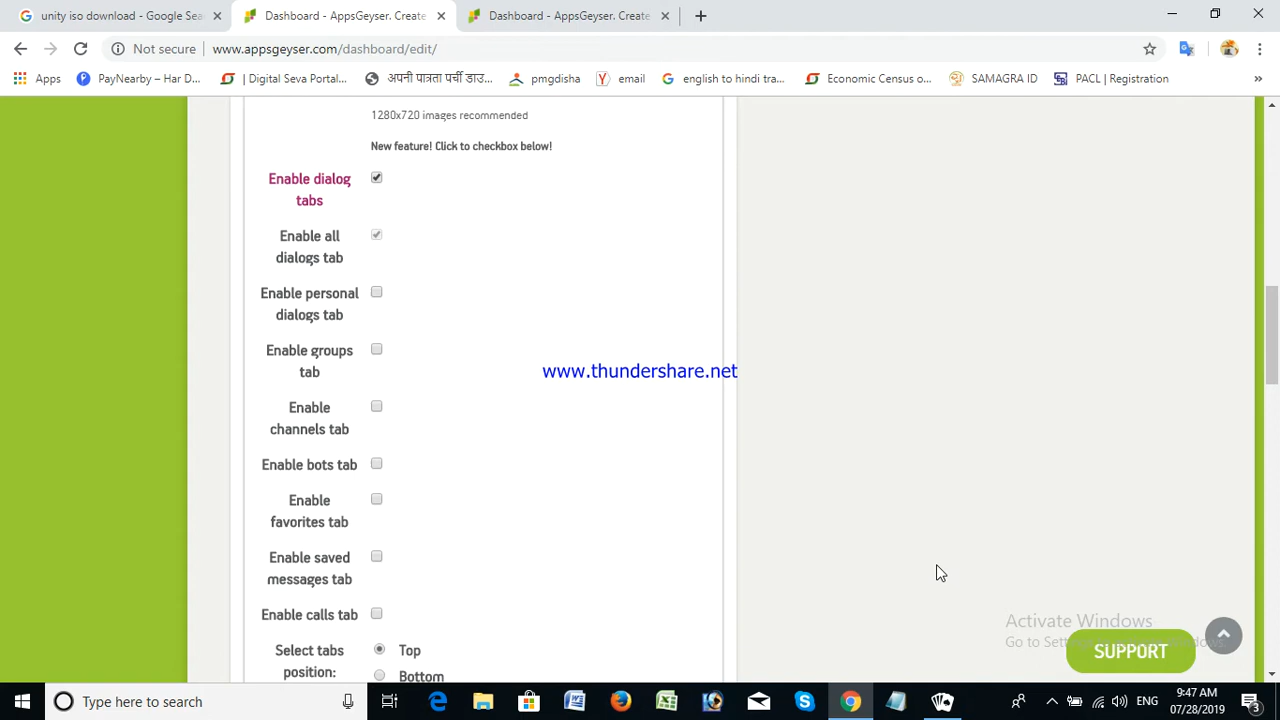 unity iso download - Google Sea
Dashboard - AppsGeyser. Create
Dashboard - AppsGeyser. Create
Not secure
www.appsgeyser.com/dashboard/edit/
Apps
PayNearby – Har D...
| Digital Seva Portal...
अपनी पात्रता पर्ची डाउ...
pmgdisha
email
english to hindi tra...
Economic Census o...
SAMAGRA ID
PACL | Registration
»
1280x720 images recommended
New feature! Click to checkbox below!
Enable dialog
tabs
Enable all
dialogs tab
Enable personal
dialogs tab
Enable groups
tab
www.thundershare.net
Enable
channels tab
Enable bots tab
Enable
favorites tab
Enable saved
messages tab
Enable calls tab
Select tabs
position:
Top
Bottom
Activate Windows
SUPPORT
Type here to search
ENG
9:47 AM
07/28/2019
3